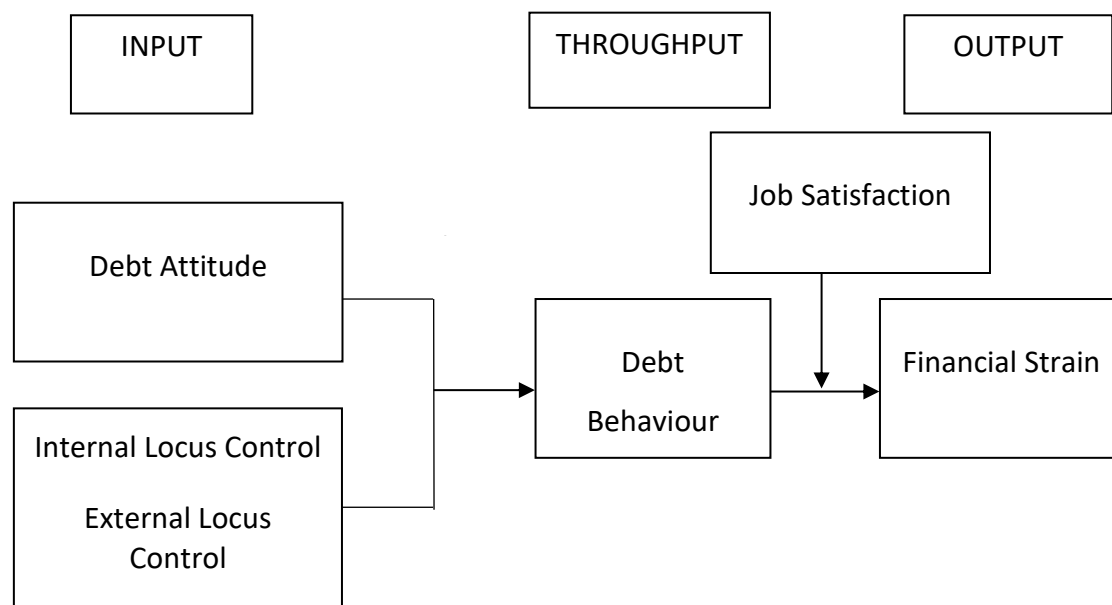 INPUT
THROUGHPUT
OUTPUT
Job Satisfaction
Debt Attitude
Debt
Behaviour
Financial Strain
Internal Locus Control
External Locus
Control